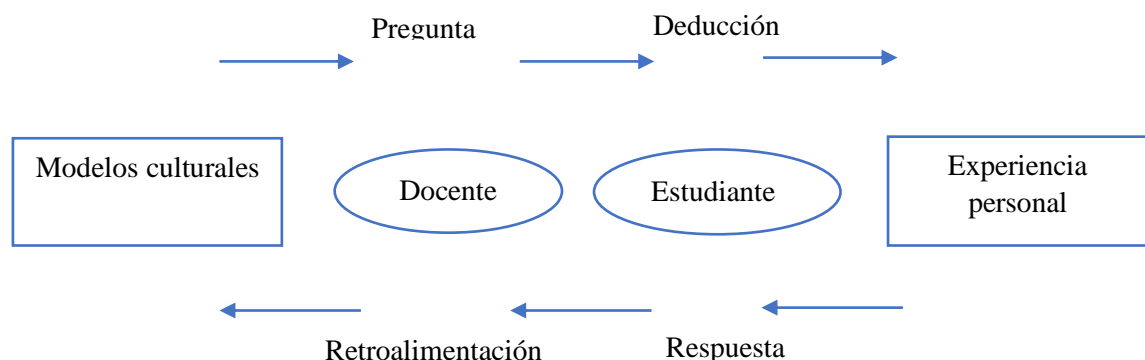 Pregunta
Deducción
Modelos culturales
Docente
Estudiante
Experiencia
personal
Retroalimentación
Respuesta